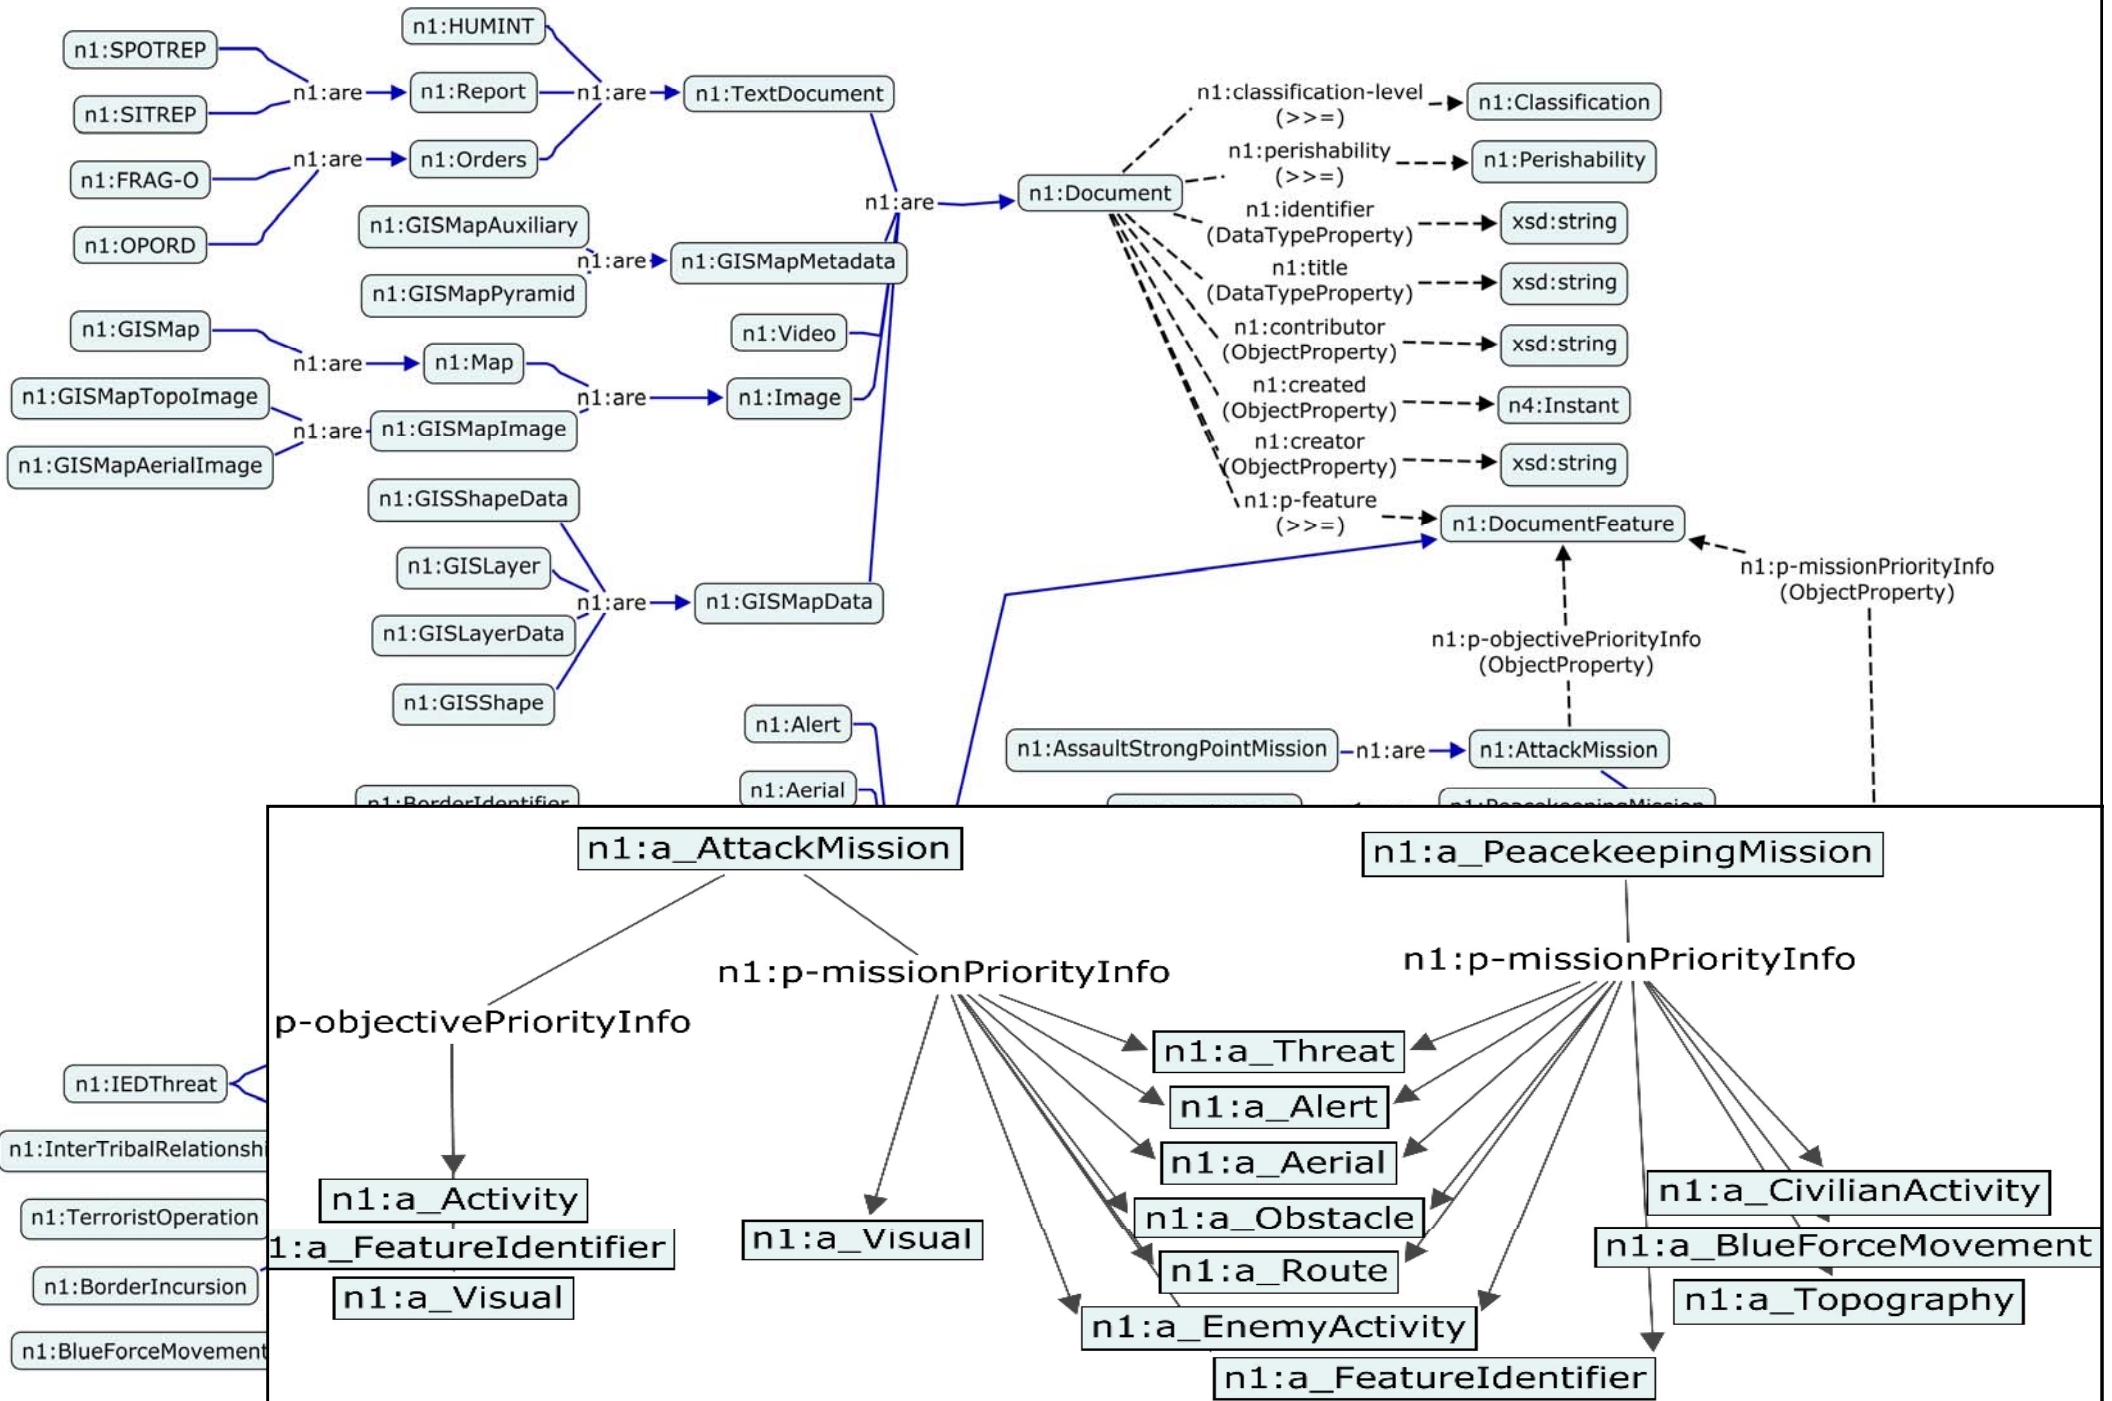 n1:HUMINT
n1:SPOTREP
n1:are
n1:Report
n1:are
n1:TextDocument
n1:SITREP
n1:are
n1:Orders
n1:FRAG-O
n1:OPORD
n1:GISMapAuxiliary
n1:are
n1:GISMapMetadata
n1:GISMapPyramid
n1:GISMap
n1:are
n1:Map
n1:Video
n1:GISMapTopoImage
n1:are
n1:Image
n1:are
n1:GISMapImage
n1:GISMapAerialImage
n1:GISShapeData
n1:GISLayer
n1:are
n1:GISMapData
n1:GISLayerData
n1:GISShape
n1:are
n1:Document
n1:classification-level
(>>=)
n1:Classification
n1:perishability
(>>=)
n1:Perishability
n1:identifier
(DataTypeProperty)
xsd:string
n1:title
(DataTypeProperty)
xsd:string
n1:contributor
(ObjectProperty)
xsd:string
n1:created
(ObjectProperty)
n4:Instant
n1:creator
(ObjectProperty)
xsd:string
n1:p-feature
(>>=)
n1:DocumentFeature
n1:p-missionPriorityInfo
(ObjectProperty)
n1:p-objectivePriorityInfo
(ObjectProperty)
n1:Alert
n1:AssaultStrongPointMission
n1:are
n1:AttackMission
n1:Aerial
n1:BorderIdentifier
n1:PeacekeepingMission
n1:IEDThreat
n1:InterTribalRelationshi
n1:TerroristOperation
n1:BorderIncursion
n1:BlueForceMovement
n1:a_AttackMission
n1:a_PeacekeepingMission
n1:p-missionPriorityInfo
n1:p-missionPriorityInfo
p-objectivePriorityInfo
n1:a_Threat
n1:a_Alert
n1:a_Aerial
n1:a_Activity
n1:a_CivilianActivity
n1:a_Obstacle
n1:a_Visual
1:a_FeatureIdentifier
n1:a_BlueForceMovement
n1:a_Route
n1:a_Visual
n1:a_Topography
n1:a_EnemyActivity
n1:a_FeatureIdentifier